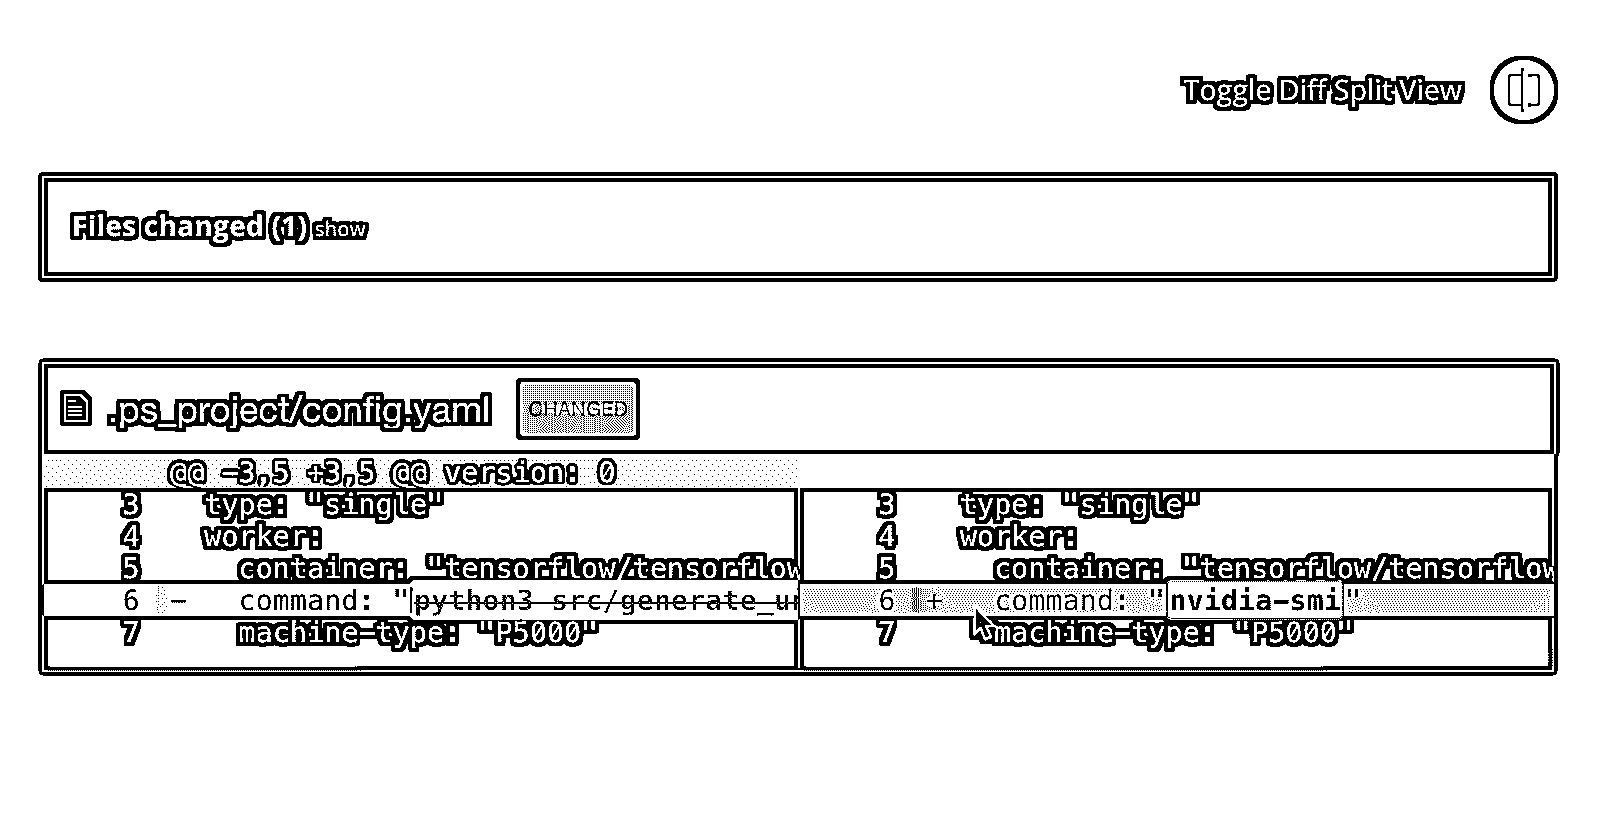 Toggle Diff Split View
Files changed (1) show
.ps_project/config.yaml CHANGED
@@ -3,5 +3,5 @@ version: 0
3 type: "single"
4 worker:
5 container: "tensorflow/tensorflow
6 - command: "python3 src/generate_
7 machine-type: "P5000"
3 type: "single"
4 worker:
5 container: "tensorflow/tensorflow
6 + command: "nvidia-smi"
7 machine-type: "P5000"